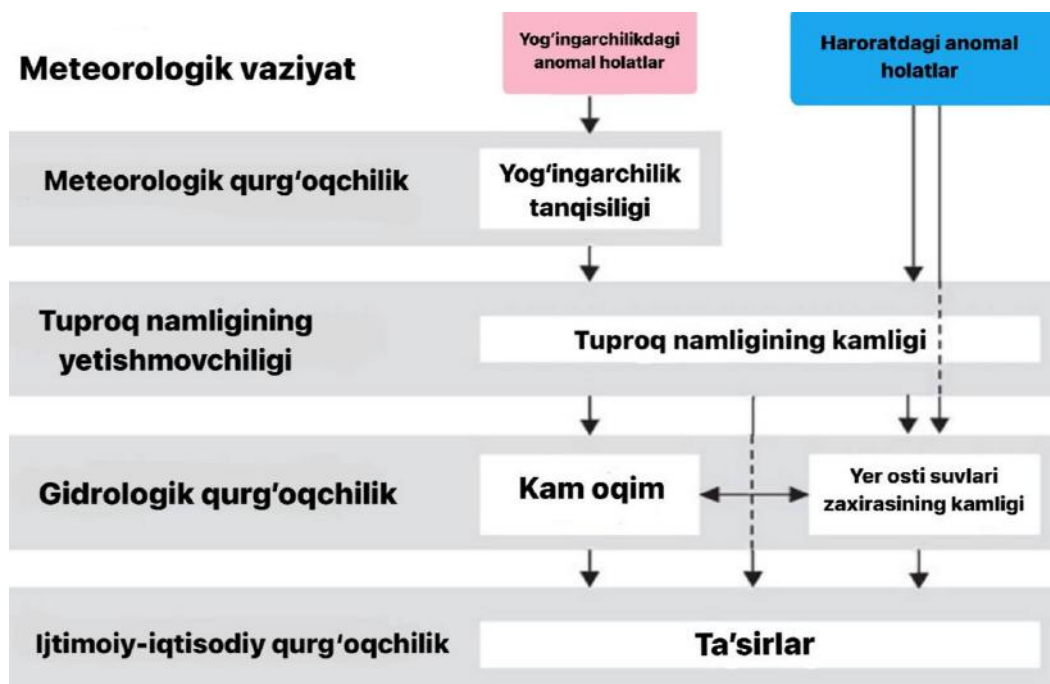 Yog'ingarchilikdagi
anomal holatlar
Haroratdagi anomal
holatlar
Meteorologik vaziyat
Meteorologik qurg‘oqchilik
Yog‘ingarchilik
tanqisiligi
Tuproq namligining
yetishmovchiligi
Tuproq namligining kamligi
Gidrologik qurg‘oqchilik
Kam oqim
Yer osti suvlari
zaxirasining kamligi
Ijtimoiy-iqtisodiy qurg‘oqchilik
Ta'sirlar